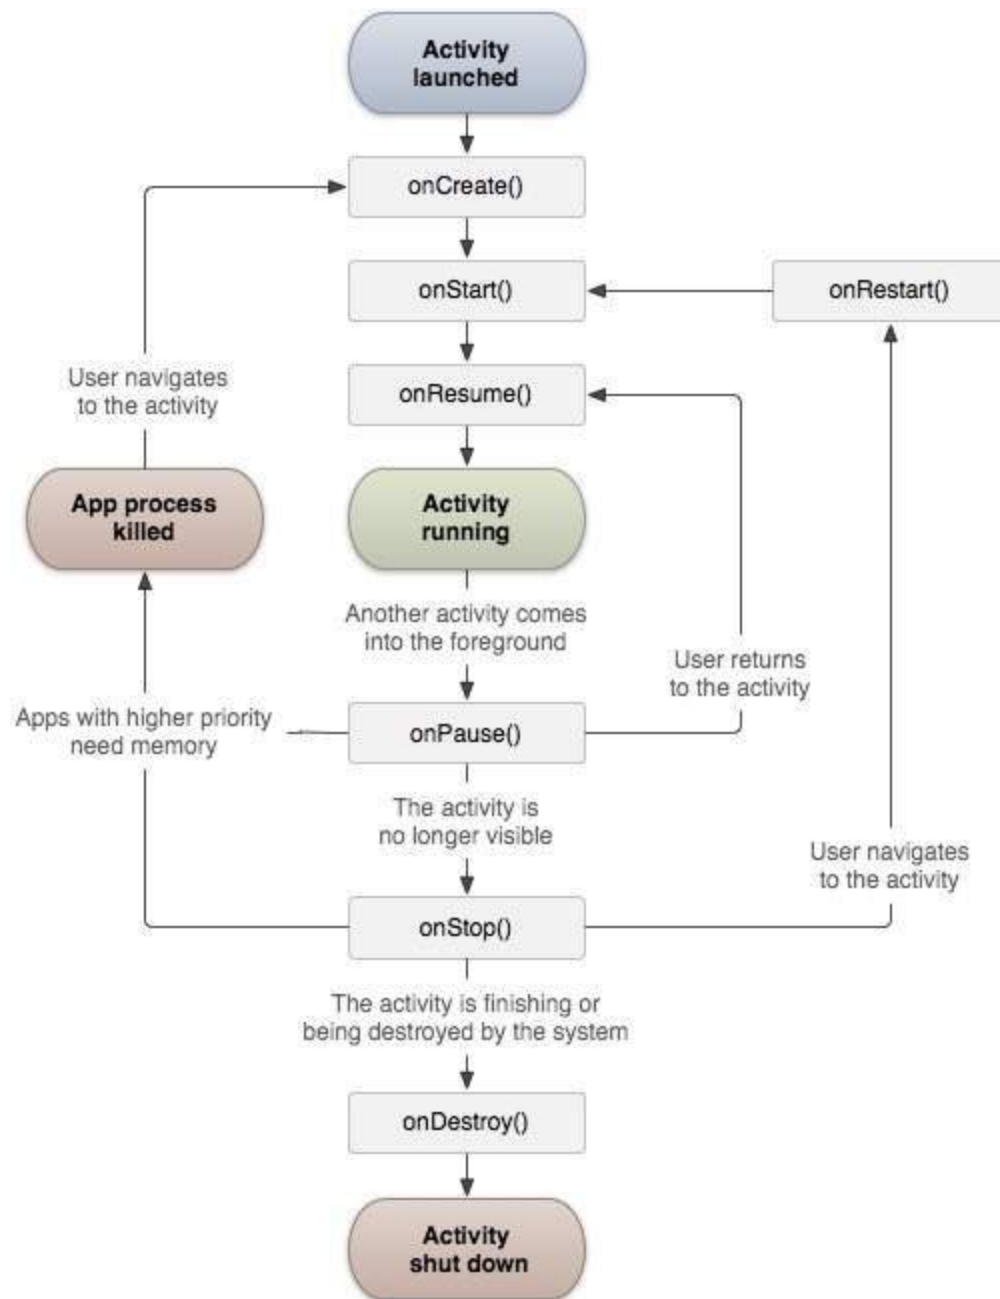 Activity
launched
onCreate()
onStart()
onRestart()
User navigates
to the activity
onResume()
App process
killed
Activity
running
Another activity comes
into the foreground
User returns
to the activity
Apps with higher priority
need memory
onPause()
The activity is
no longer visible
User navigates
to the activity
onStop()
The activity is finishing or
being destroyed by the system
onDestroy()
Activity
shut down